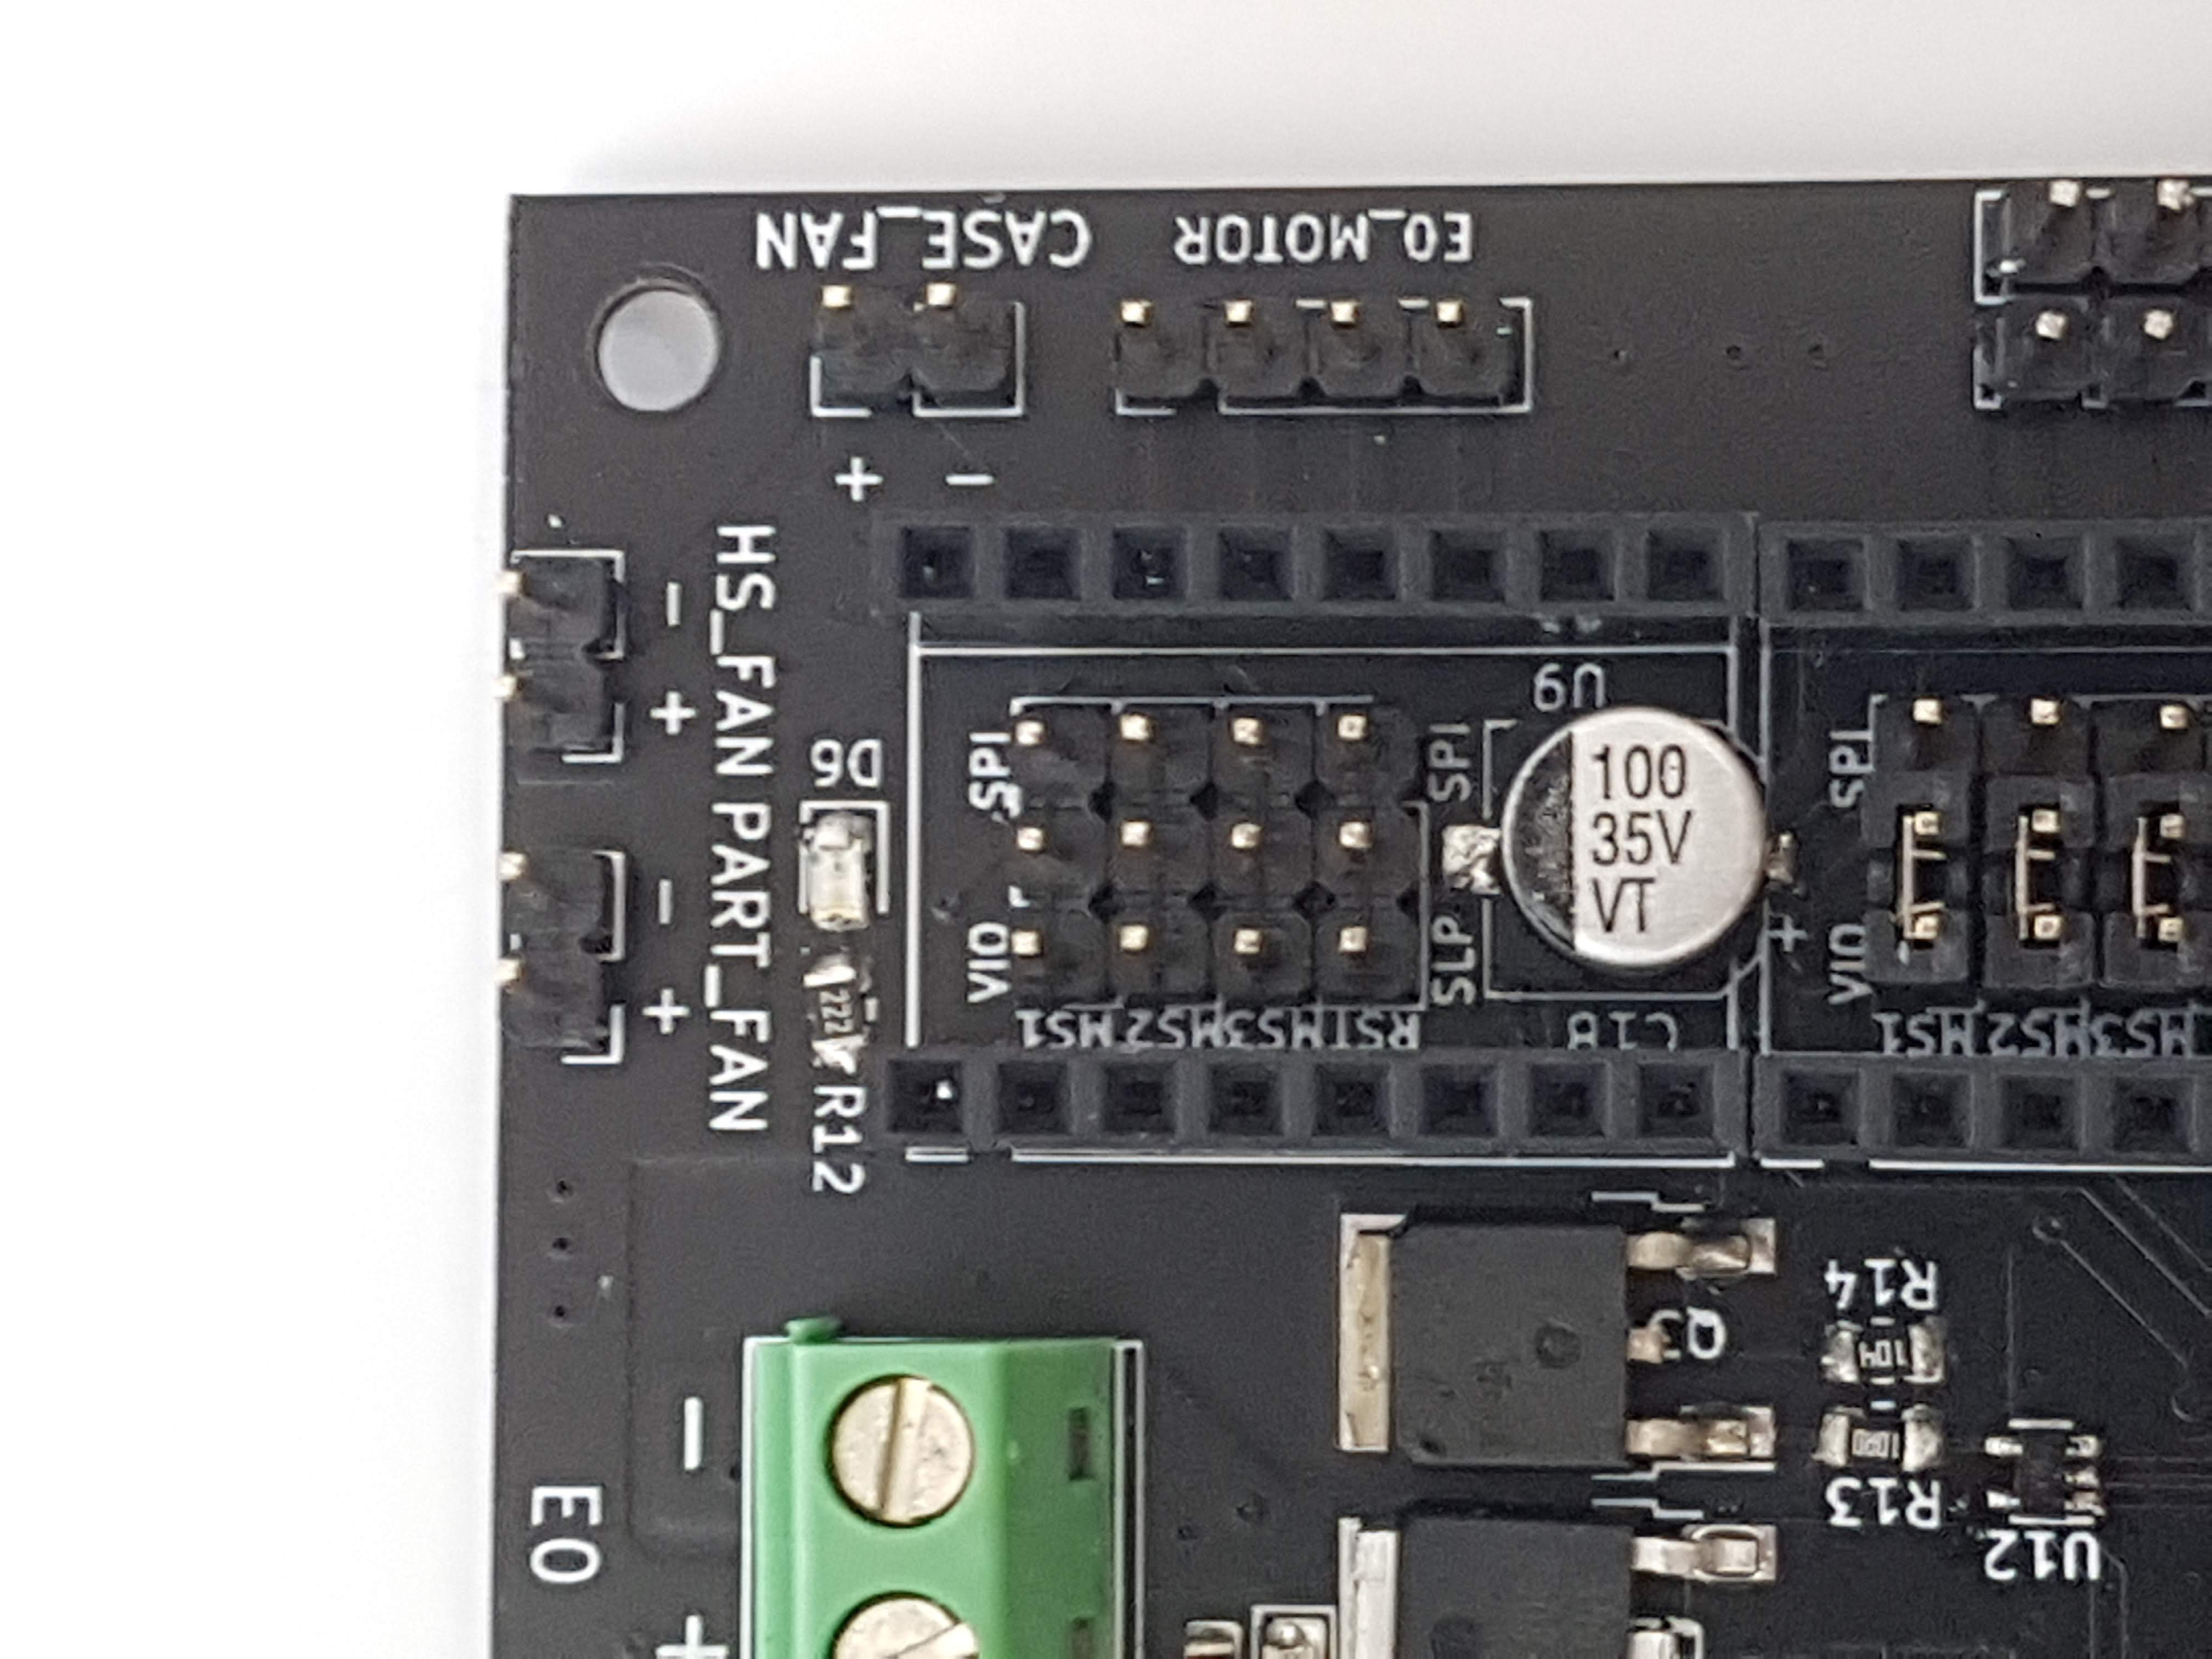 E0
+ -
+ -
+ -
PART_FAN
HS_FAN
R12
222
D6
+
-
CASE_FAN
VIO
SPI
MS1
MS2
MS3
RST
SLP
SPI
E0_MOTOR
C18
U9
100
35V
VT
+
Q3
R13
R14
104
U12
VIO
SPI
MS1
MS2
MS3